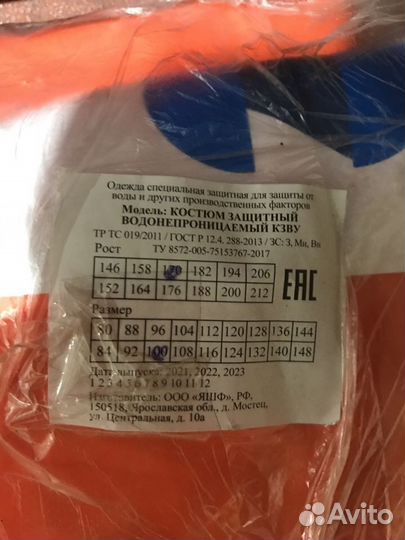 Одежда специальная защитная для защиты от
воды и других производственных факторов
Модель: КОСТЮМ ЗАЩИТНЫЙ
ВОДОНЕПРОНИЦАЕМЫЙ КЗВУ
ТР ТС 019/2011 / ГОСТ Р 12.4. 288-2013 / ЗС: З, Ми, Вн
Рост ТУ 8572-005-75153767-2017
146 158 170 182 194 206
152 164 176 188 200 212
EAC
Размер
80 88 96 104 112 120 128 136 144
84 92 100 108 116 124 132 140 148
Дата выпуска: 2021, 2022, 2023
1 2 3 4 5 6 7 8 9 10 11 12
Изготовитель: ООО «ЯШФ», РФ,
150518, Ярославская обл., д. Мостец,
ул. Центральная, д. 10а
Avito